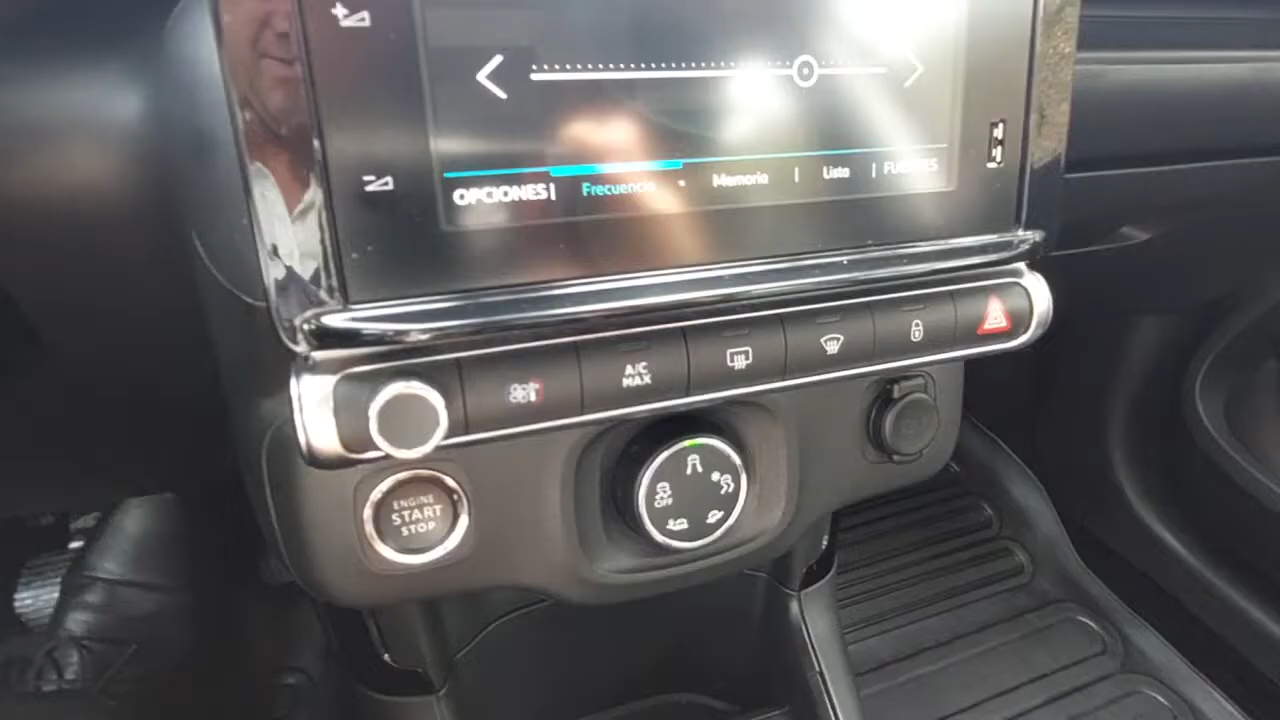 OPCIONES| Frecuencia Memoria | Lista | FUENTES
A/C
MAX
ENGINE
START
STOP
OFF